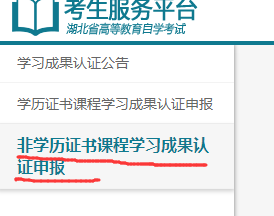 考生服务平台
湖北省高等教育自学考试
学习成果认证公告
学历证书课程学习成果认证申报
非学历证书课程学习成果认
证申报